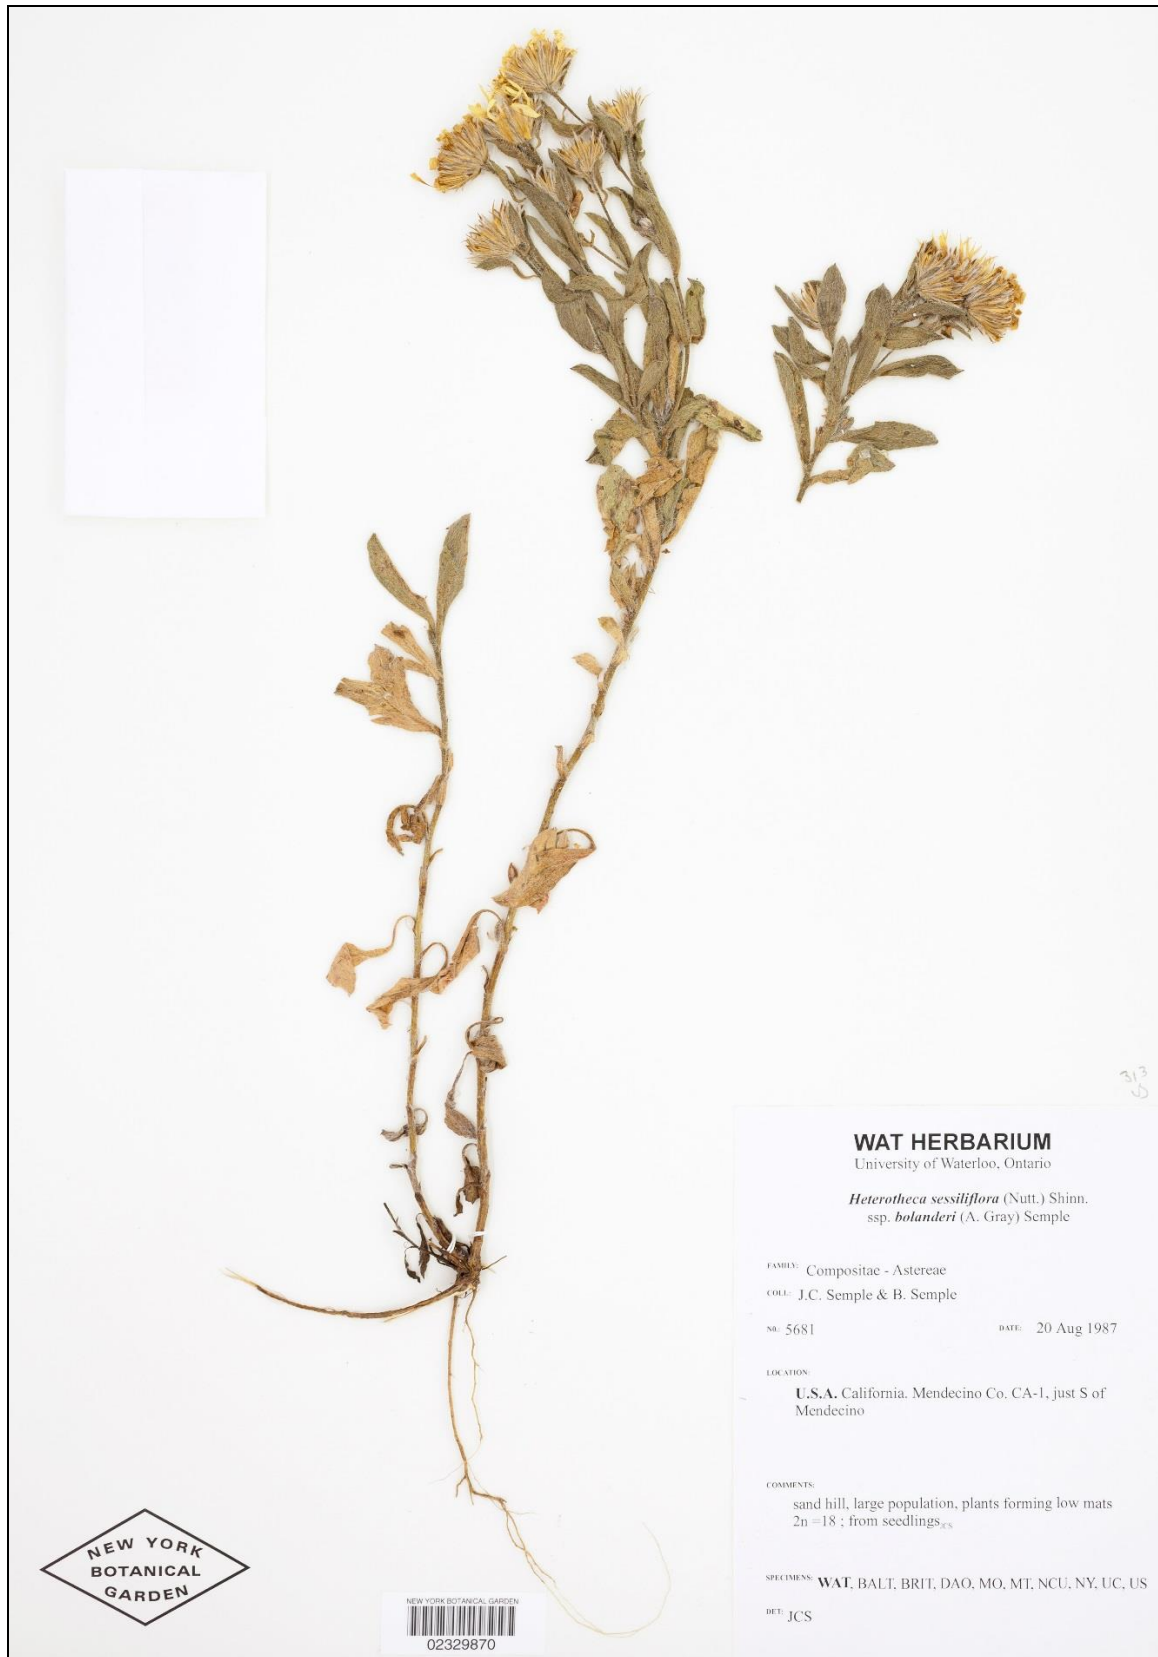 313
WAT HERBARIUM
University of Waterloo, Ontario
Heterotheca sessiliflora (Nutt.) Shinn.
ssp. bolanderi (A. Gray) Semple
FAMILY: Compositae - Astereae
COLL: J.C. Semple & B. Semple
NO. 5681 DATE: 20 Aug 1987
LOCATION:
U.S.A. California. Mendecino Co. CA-1, just S of
Mendecino
COMMENTS:
sand hill, large population, plants forming low mats
2n =18 ; from seedlings
SPECIMENS: WAT, BALT, BRIT, DAO, MO, MT, NCU, NY, UC, US
DET: JCS
NEW YORK
BOTANICAL
GARDEN
NEW YORK BOTANICAL GARDEN
02329870